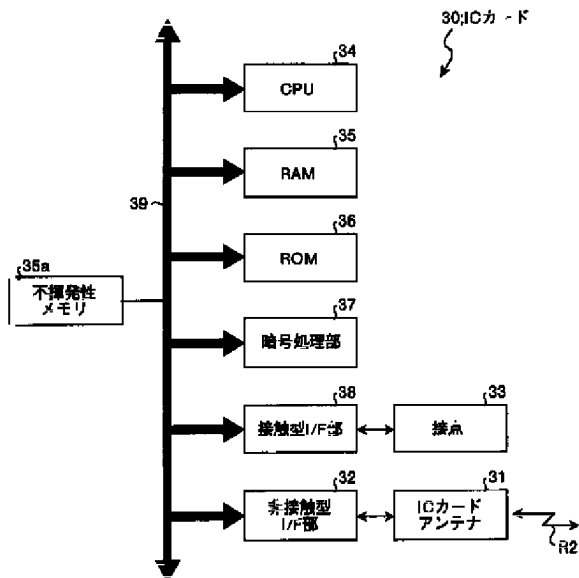 30;ICカード
34
CPU
35
RAM
39
36
ROM
35a
不揮発性
メモリ
37
暗号処理部
38
接触型I/F部
33
接点
32
非接触型
I/F部
31
ICカード
アンテナ
R2